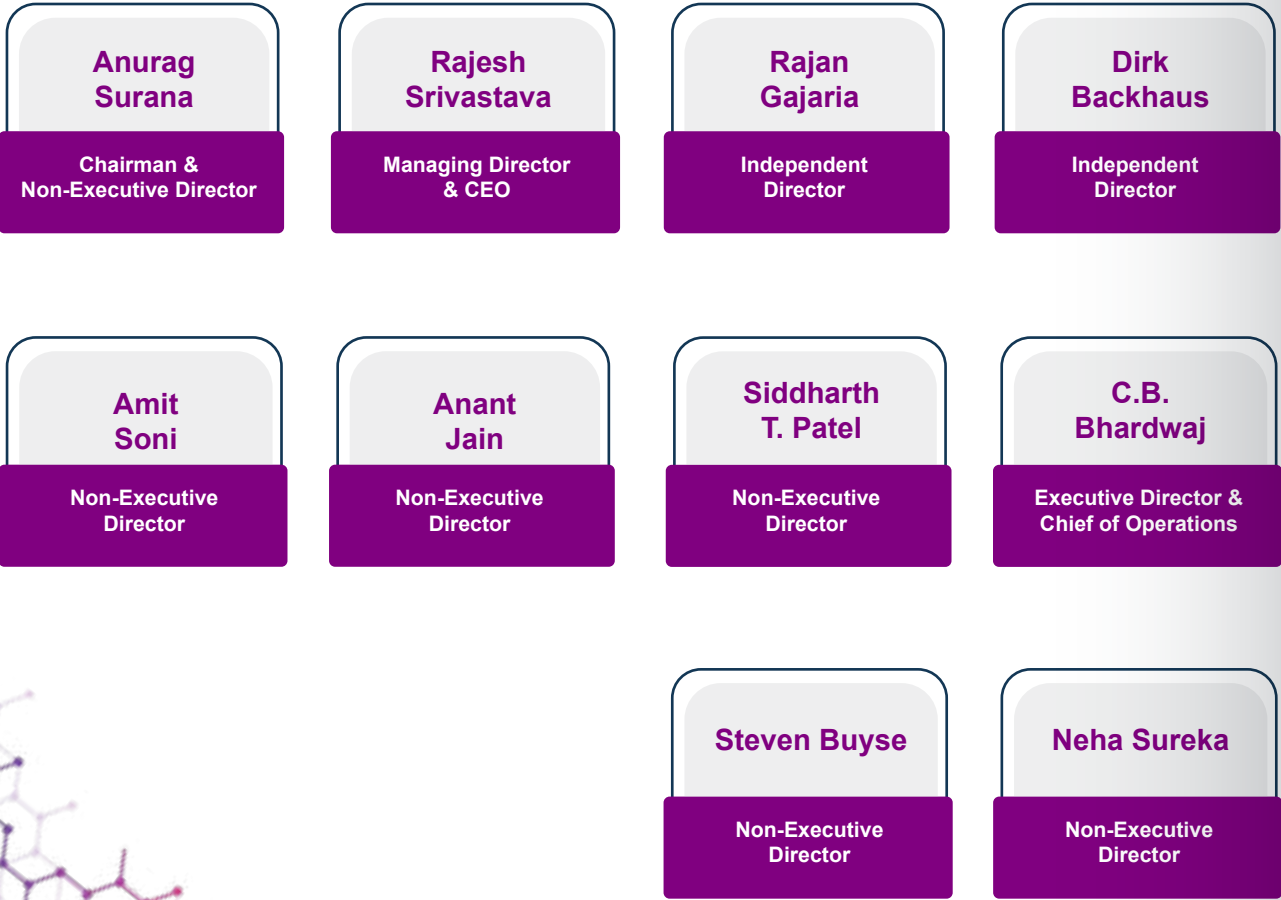 Anurag
Surana
Chairman &
Non-Executive Director
Rajesh
Srivastava
Managing Director
& CEO
Rajan
Gajaria
Independent
Director
Dirk
Backhaus
Independent
Director
Amit
Soni
Non-Executive
Director
Anant
Jain
Non-Executive
Director
Siddharth
T. Patel
Non-Executive
Director
C.B.
Bhardwaj
Executive Director &
Chief of Operations
Steven Buyse
Non-Executive
Director
Neha Sureka
Non-Executive
Director